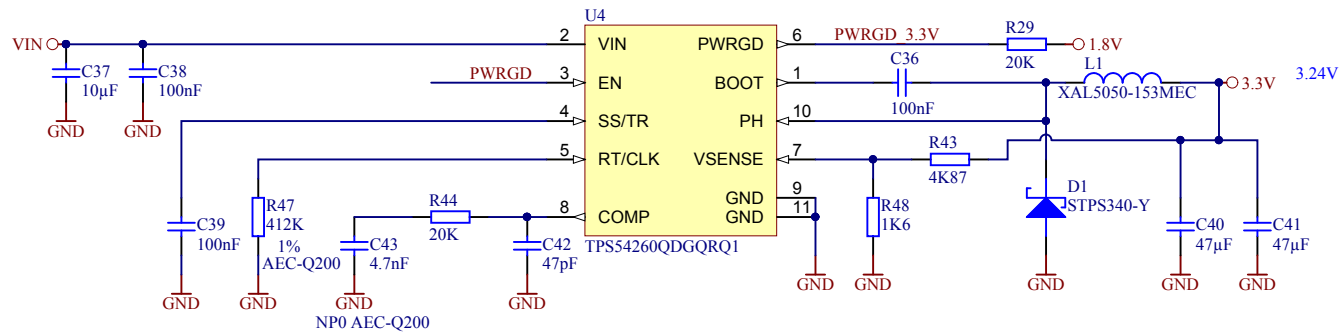 U4
VIN
2
VIN
PWRGD
6
PWRGD_3.3V
R29
20K
1.8V
C37
10µF
C38
100nF
PWRGD
3
EN
BOOT
1
C36
100nF
L1
XAL5050-153MEC
3.3V
3.24V
GND
GND
4
SS/TR
PH
10
5
RT/CLK
VSENSE
7
R43
4K87
R47
412K
1%
AEC-Q200
C39
100nF
R44
20K
8
COMP
GND
9
GND
11
R48
1K6
D1
STPS340-Y
C43
4.7nF
C42
47pF
TPS54260QDGQRQ1
C40
47µF
C41
47µF
GND
GND
GND
GND
GND
GND
GND
GND
GND
NP0 AEC-Q200